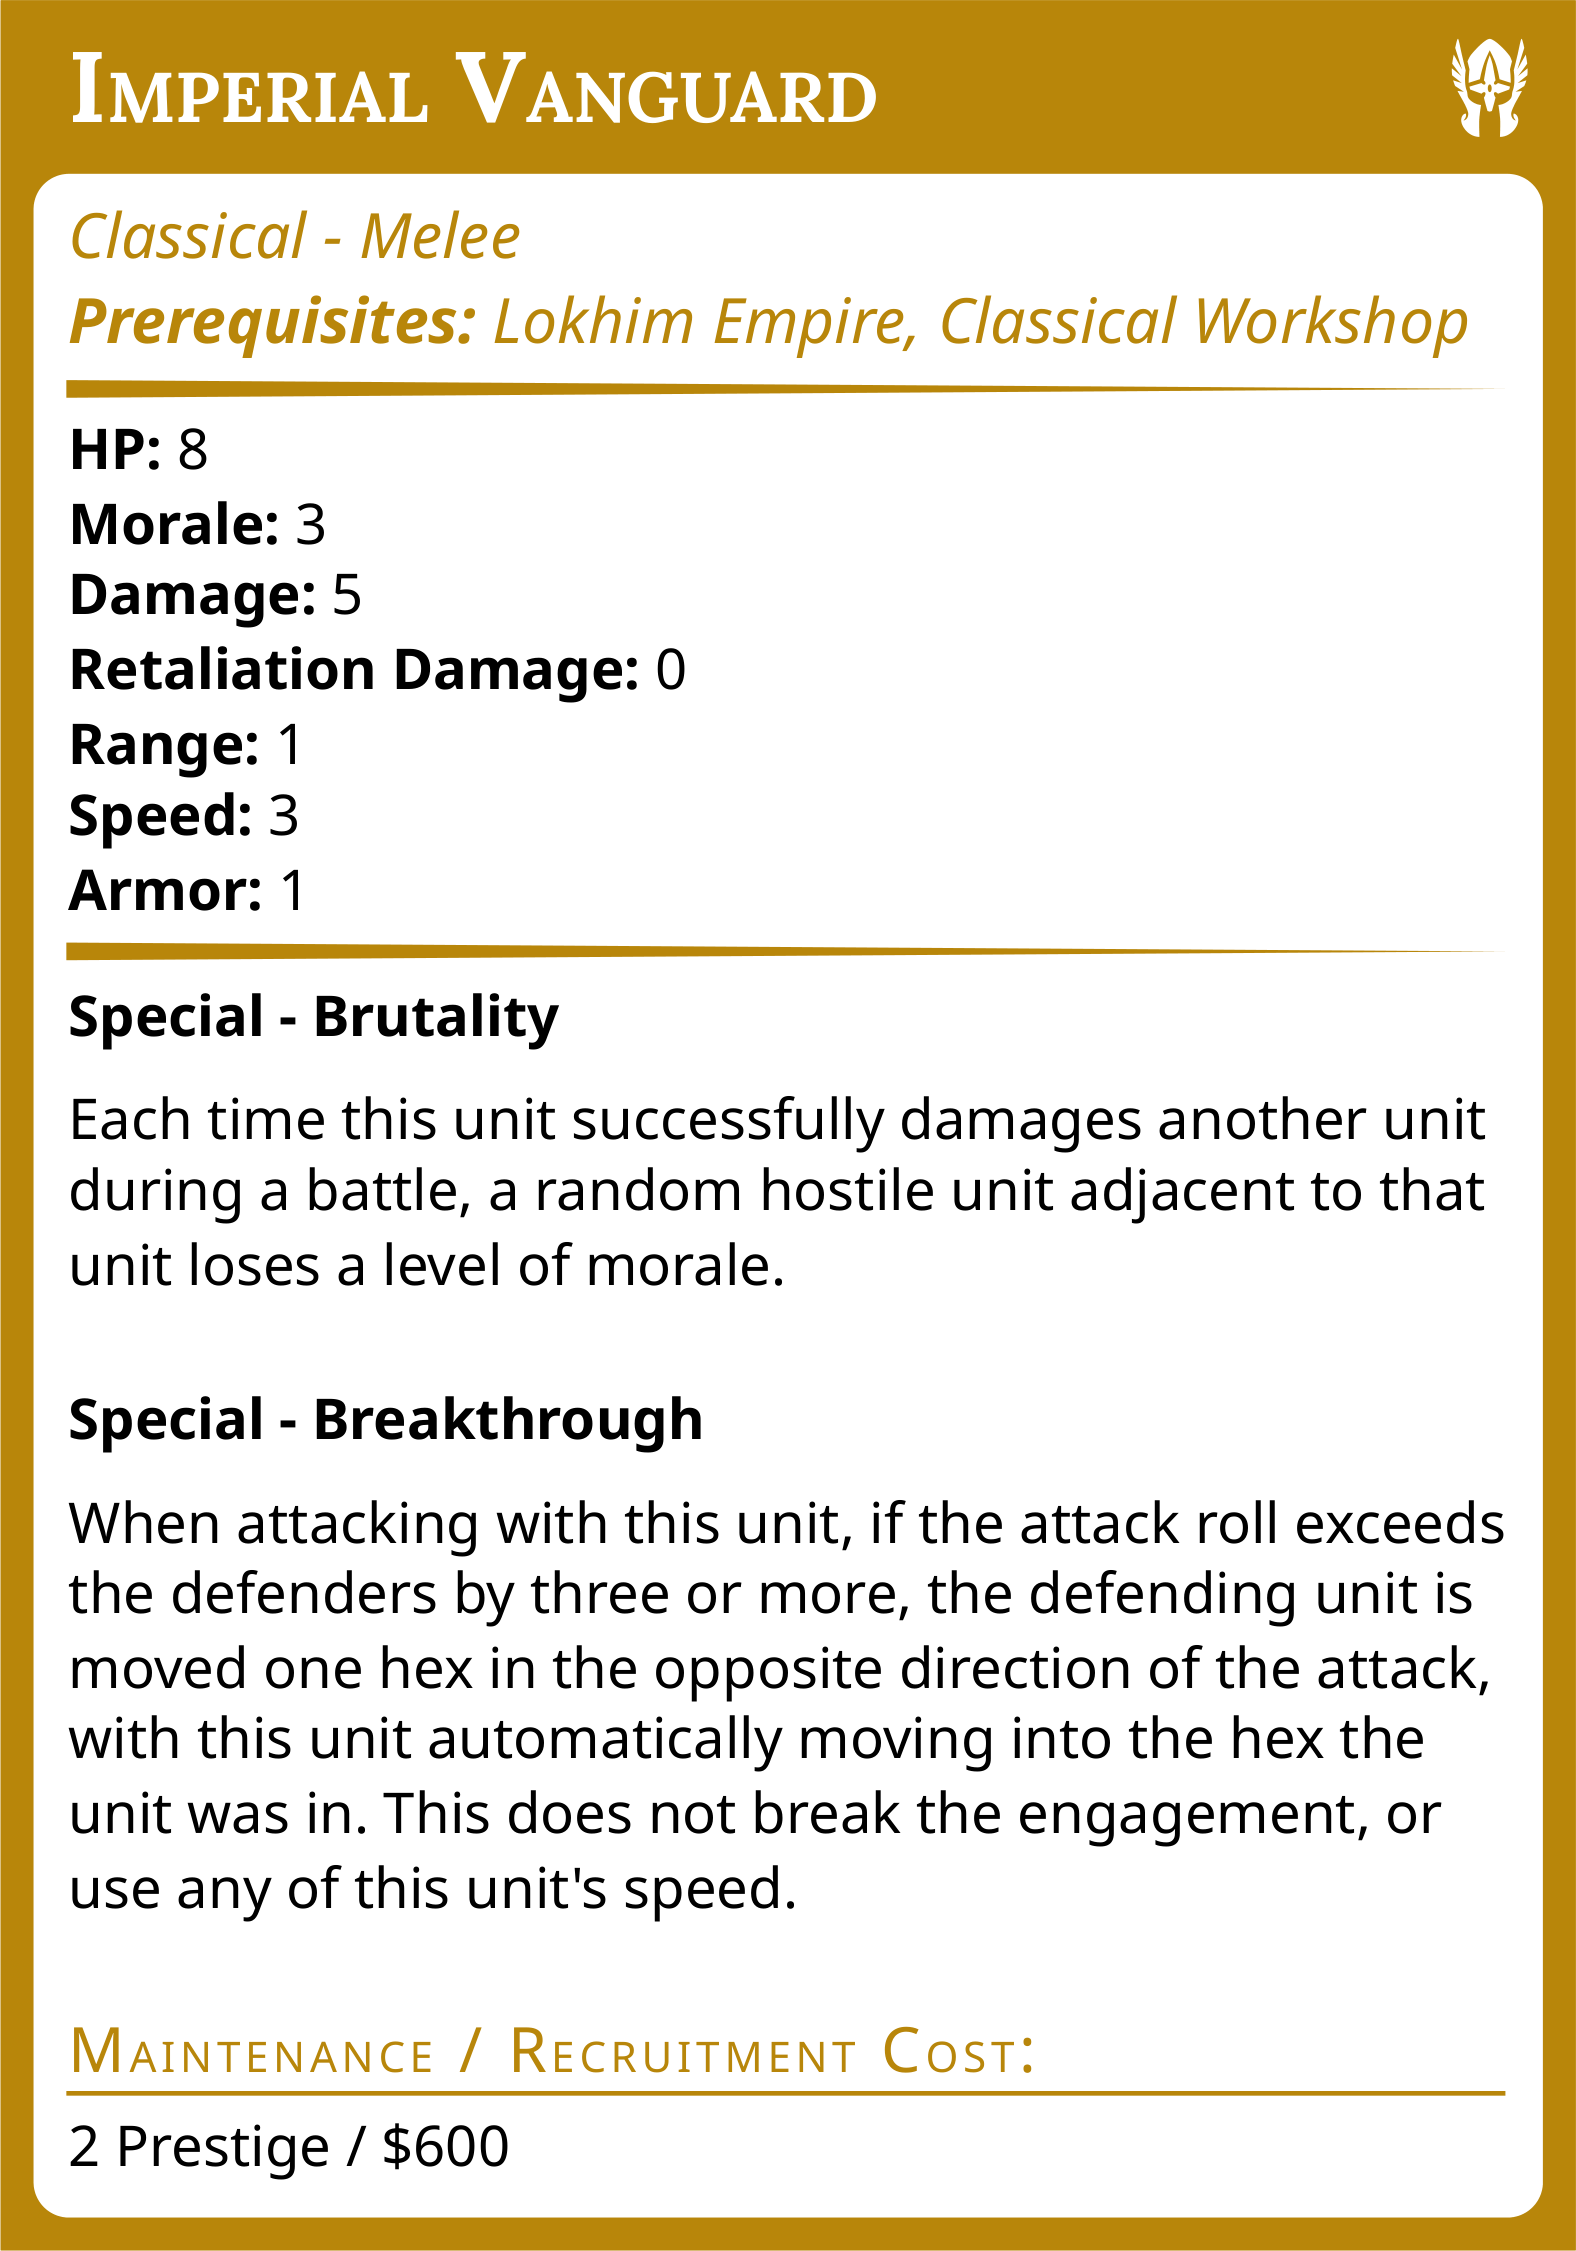 Imperial Vanguard
Classical - Melee
Prerequisites: Lokhim Empire, Classical Workshop
HP: 8
Morale: 3
Damage: 5
Retaliation Damage: 0
Range: 1
Speed: 3
Armor: 1
Special - Brutality
Each time this unit successfully damages another unit
during a battle, a random hostile unit adjacent to that
unit loses a level of morale.
Special - Breakthrough
When attacking with this unit, if the attack roll exceeds
the defenders by three or more, the defending unit is
moved one hex in the opposite direction of the attack,
with this unit automatically moving into the hex the
unit was in. This does not break the engagement, or
use any of this unit's speed.
Maintenance / Recruitment Cost:
2 Prestige / $600